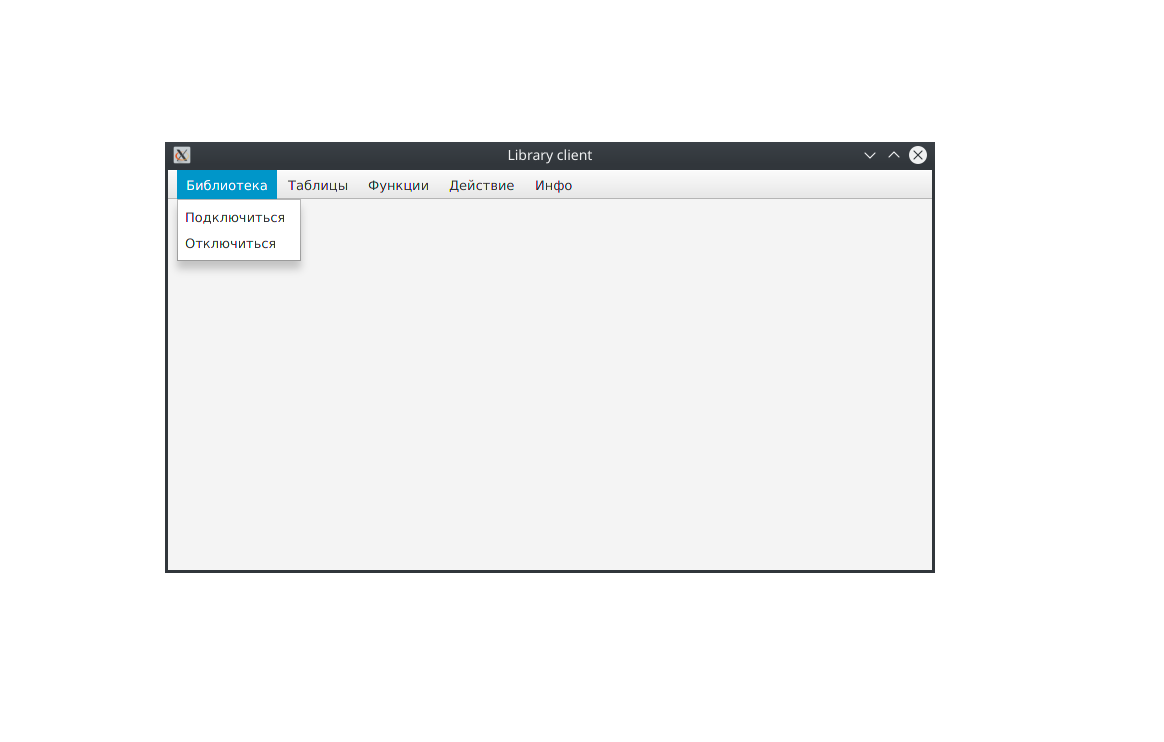 Library client
Библиотека Таблицы Функции Действие Инфо
Подключиться
Отключиться